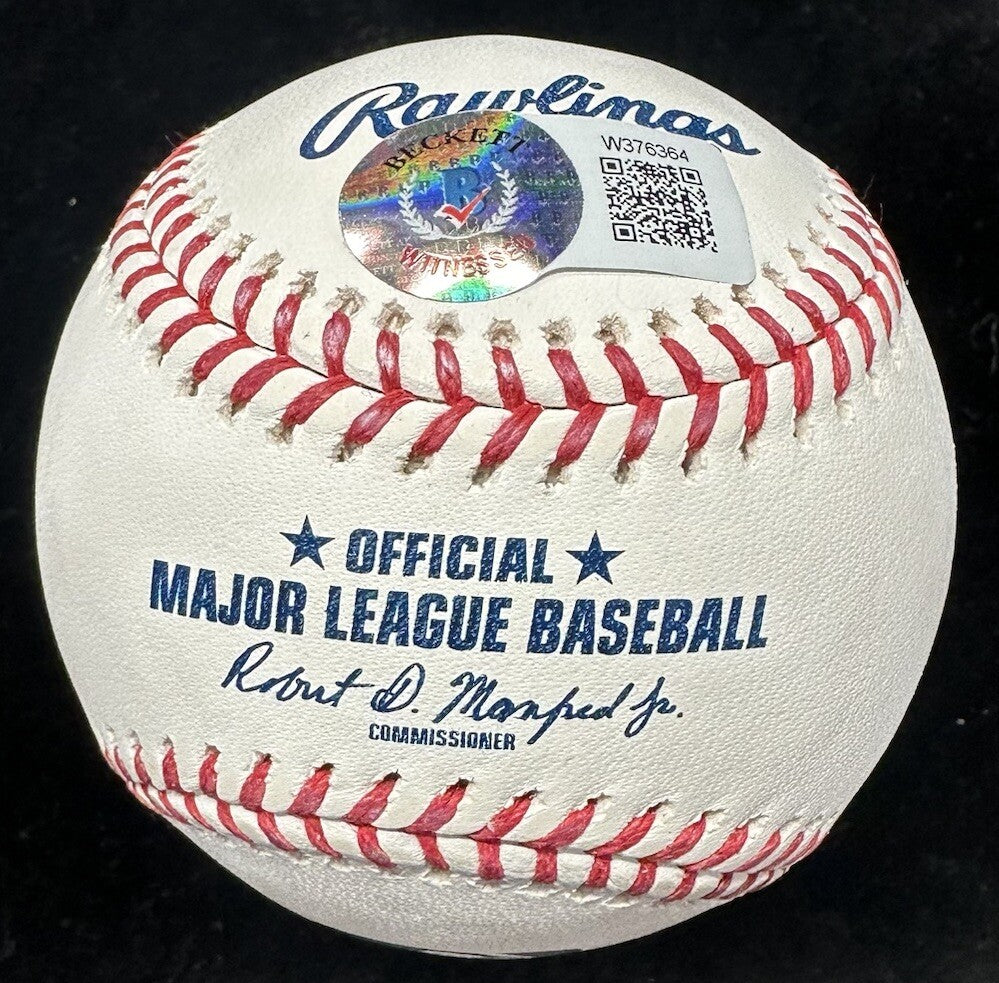 Rawlings
BECKETT
W376364
B
WITNESSED
★ OFFICIAL ★
MAJOR LEAGUE BASEBALL
Robert D. Manfred Jr.
COMMISSIONER